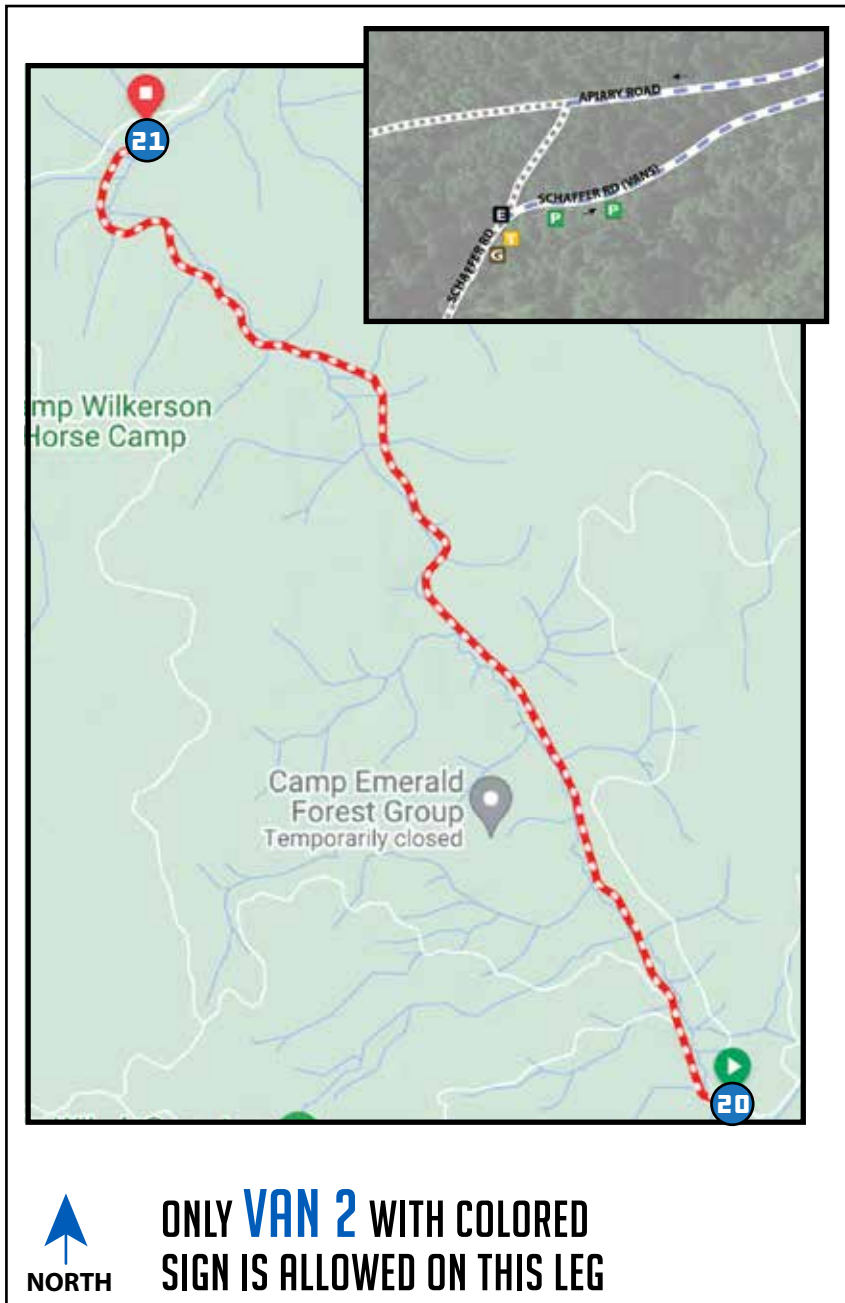 21
APIARY ROAD
SCHAFFER RD (VANS)
E
P
P
T
G
SCHAFFER RD
mp Wilkerson
Horse Camp
Camp Emerald
Forest Group
Temporarily closed
20
NORTH
ONLY VAN 2 WITH COLORED
SIGN IS ALLOWED ON THIS LEG